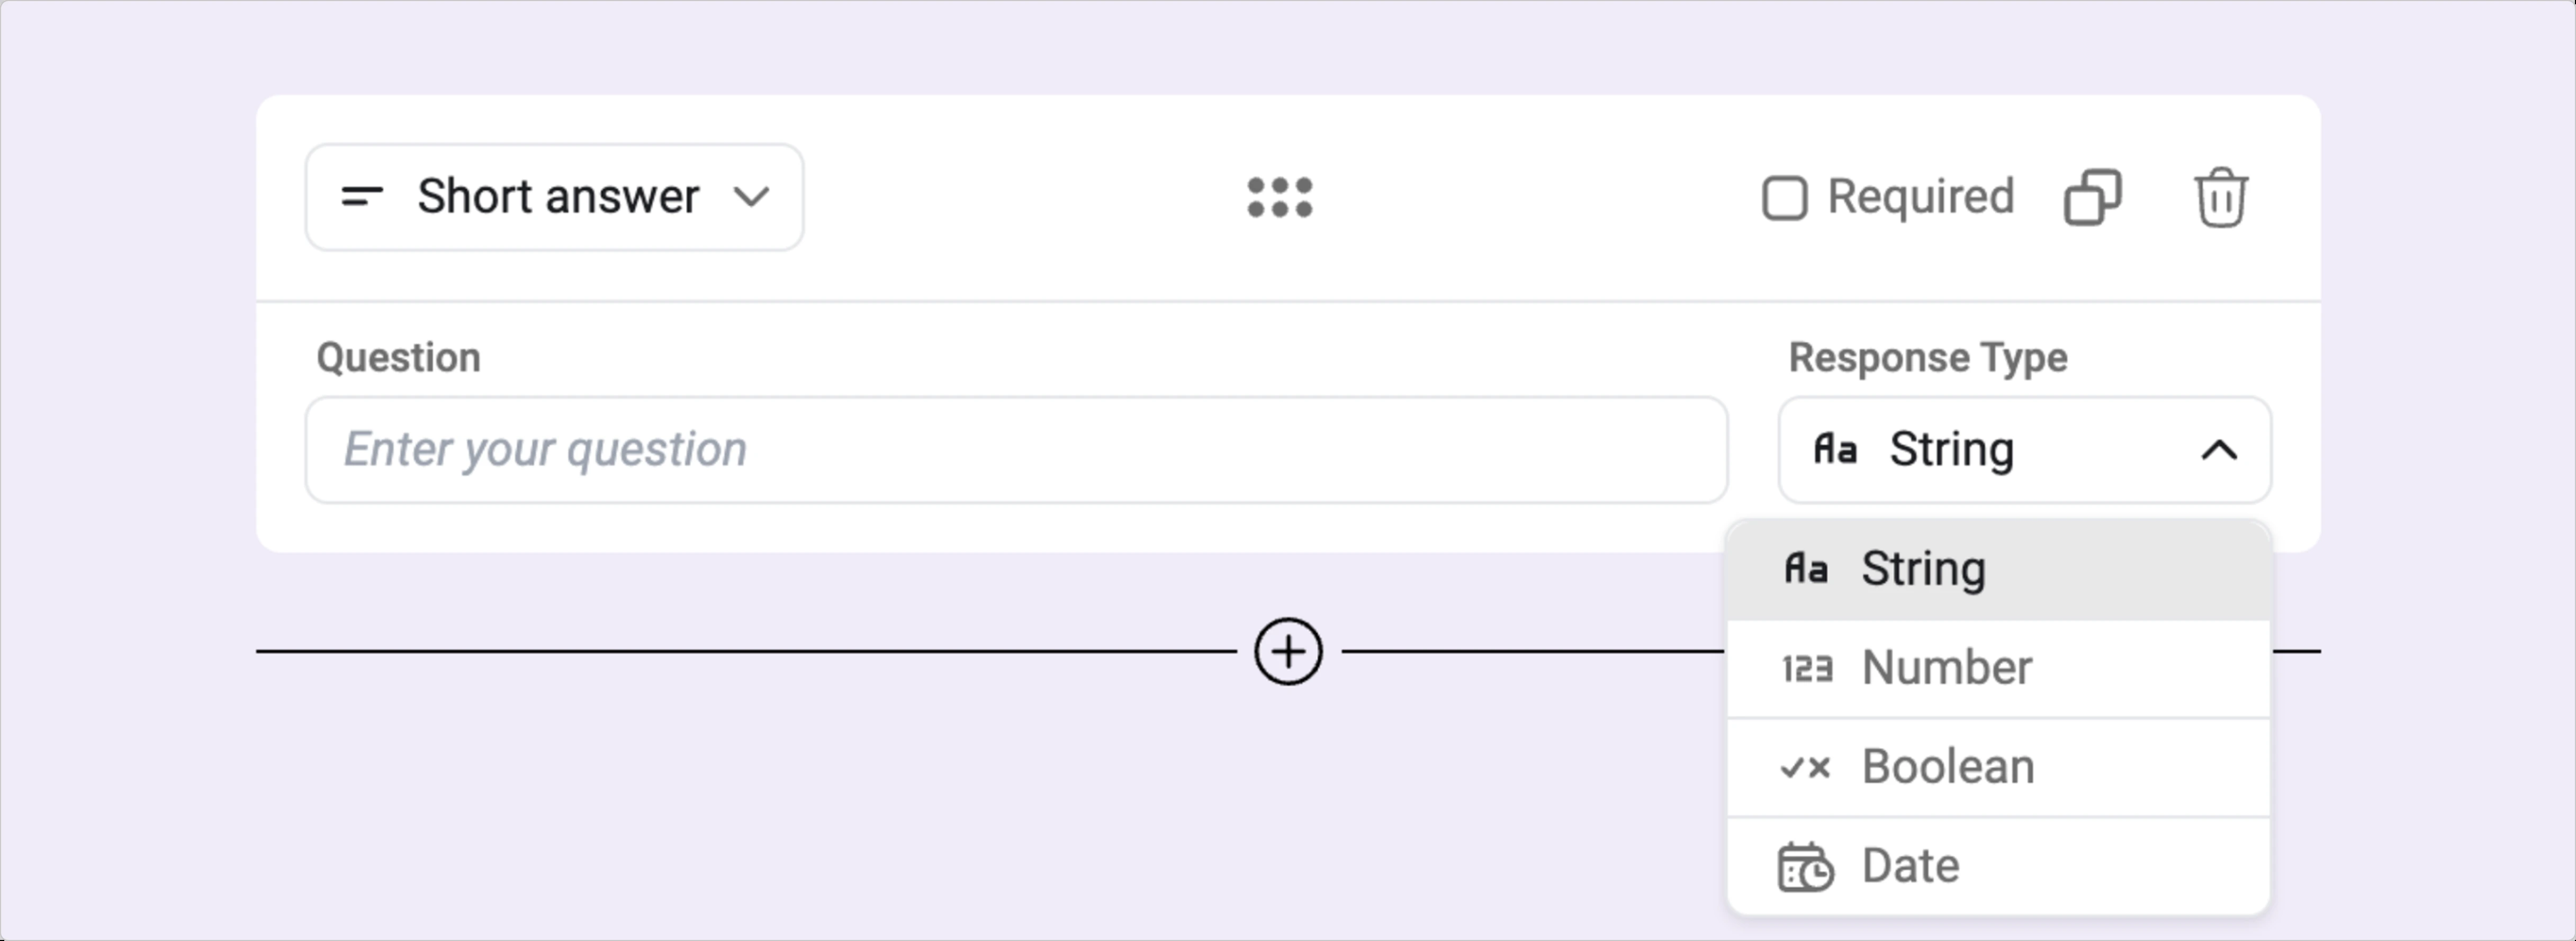 Short answer
Required
Question
Response Type
Enter your question
Aa String
Aa String
123 Number
Boolean
Date